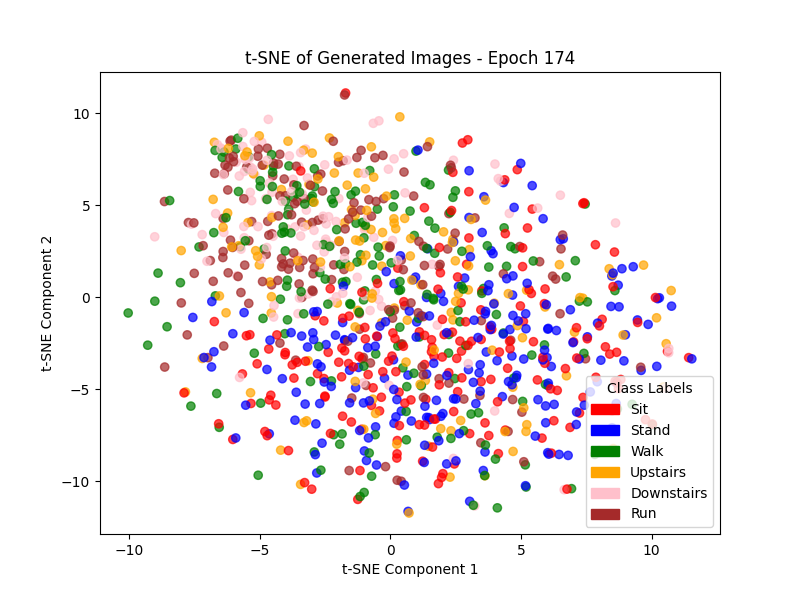 t-SNE of Generated Images - Epoch 174
t-SNE Component 2
10
5
0
−5
−10
Class Labels
Sit
Stand
Walk
Upstairs
Downstairs
Run
−10
−5
0
5
10
t-SNE Component 1